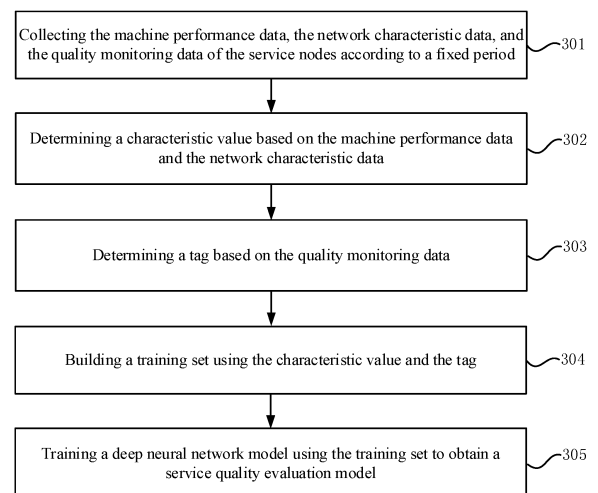 Collecting the machine performance data, the network characteristic data, and
the quality monitoring data of the service nodes according to a fixed period
301
Determining a characteristic value based on the machine performance data
and the network characteristic data
302
Determining a tag based on the quality monitoring data
303
Building a training set using the characteristic value and the tag
304
Training a deep neural network model using the training set to obtain a
service quality evaluation model
305